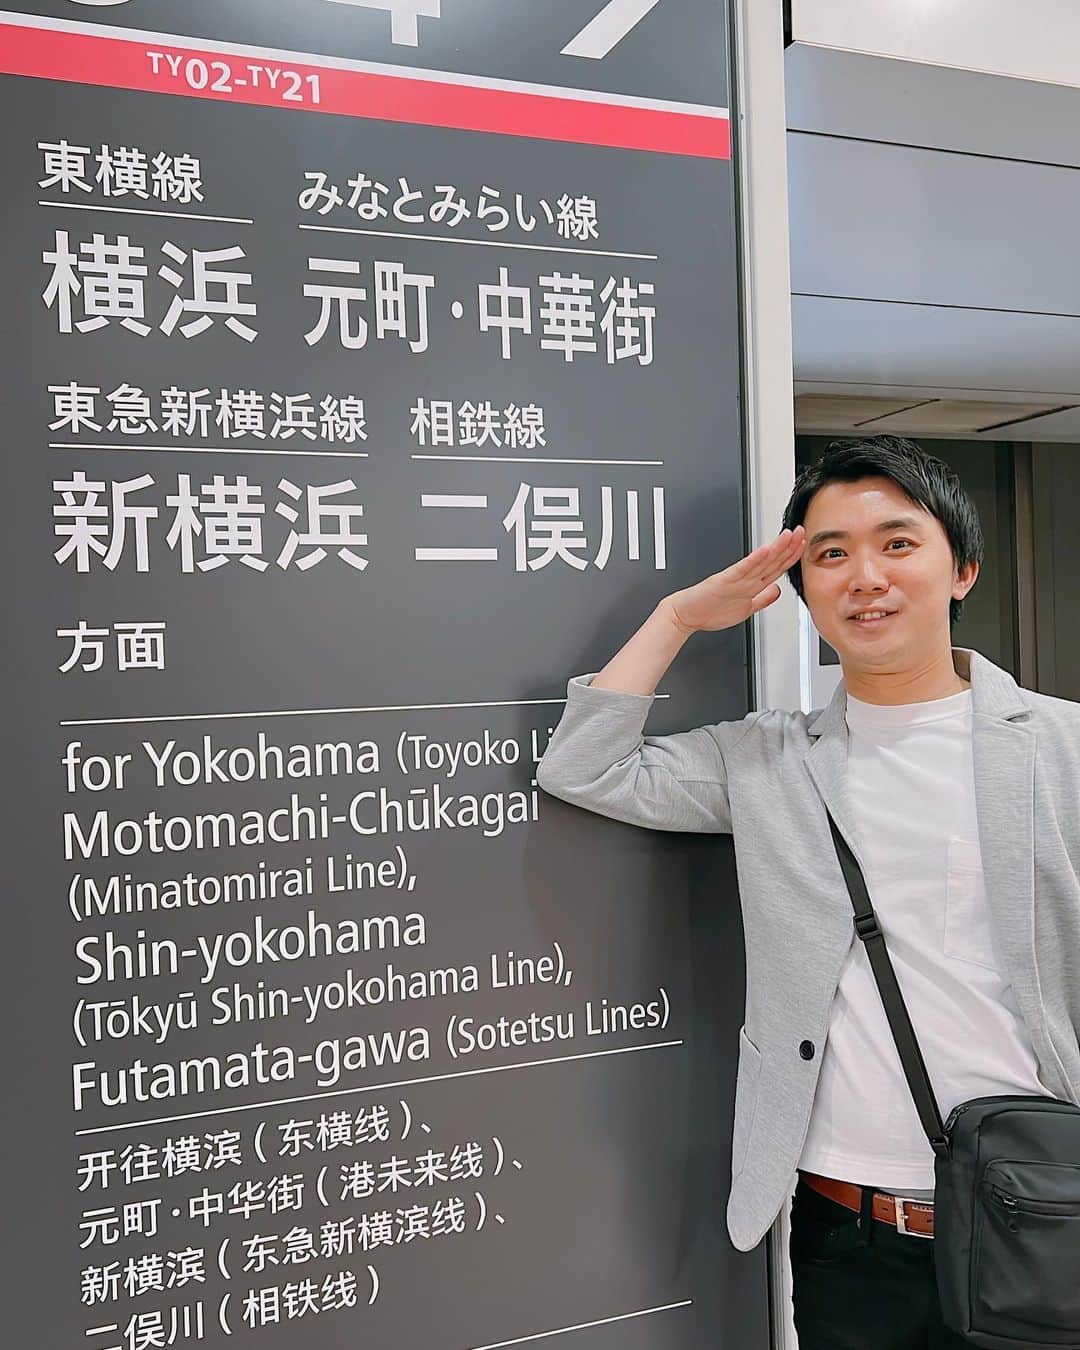 TY02-TY21
東横線 みなとみらい線
横浜 元町・中華街
東急新横浜線 相鉄線
新横浜 二俣川
方面
for Yokohama (Toyoko
Motomachi-Chūkagai
(Minatomirai Line),
Shin-yokohama
(Tōkyū Shin-yokohama Line),
Futamata-gawa (Sotetsu Lines)
开往横滨(东横线)、
元町·中华街(港未来线)、
新横滨(东急新横滨线)、
二俣川(相铁线)